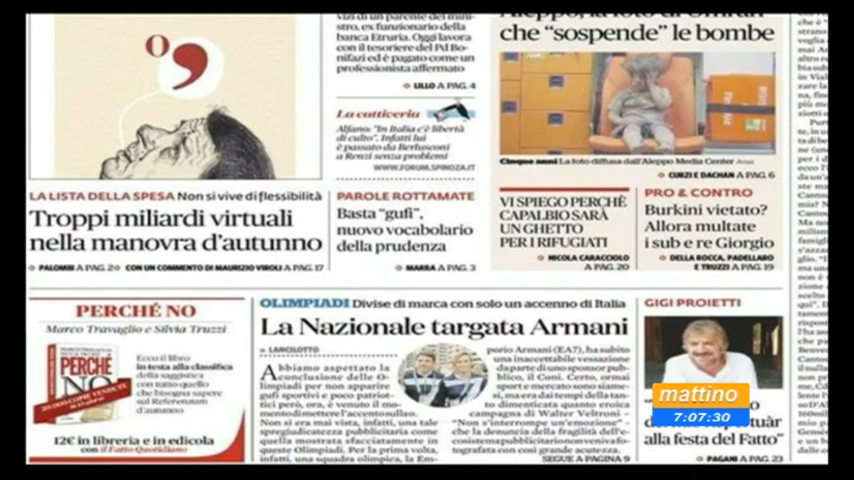 vizi di un parente del mini-
stro, ex funzionario della
banca Etruria. Oggi lavora
con il tesoriere del Pd Bo-
nifazi ed è pagato come un
professionista affermato
LILLO A PAG. 4
La cattiveria
Alfano: "In Italia c'è libertà
di culto". Infatti lui
è passato da Berlusconi
a Renzi senza problemi
WWW.FORUM.SPINOZA.IT
che "sospende" le bombe
Cinque anni La foto diffusa dall'Aleppo Media Center Ansa
CURZI E DACHAN A PAG. 6
LA LISTA DELLA SPESA Non si vive di flessibilità
Troppi miliardi virtuali
nella manovra d'autunno
PALOMBI A PAG. 2 CON UN COMMENTO DI MAURIZIO VIROLI A PAG. 17
PAROLE ROTTAMATE
Basta "gufi",
nuovo vocabolario
della prudenza
MARRA A PAG. 3
VI SPIEGO PERCHÈ
CAPALBIO SARÀ
UN GHETTO
PER I RIFUGIATI
NICOLA CARACCIOLO
A PAG. 20
PRO & CONTRO
Burkini vietato?
Allora multate
i sub e re Giorgio
DELLA ROCCA, PADELLARO
E TRUZZI A PAG. 19
PERCHÉ NO
Marco Travaglio e Silvia Truzzi
PERCHÉ
NO
Ecco il libro
in testa alla classifica
della saggistica
con tutto quello
che bisogna sapere
sul Referendum
d'autunno
12€ in libreria e in edicola
con il Fatto Quotidiano
OLIMPIADI Divise di marca con solo un accenno di Italia
La Nazionale targata Armani
LANCILOTTO
Abbiamo aspettato la
conclusione delle O-
limpiadi per non apparire
gufi sportivi e poco patriot-
tici però, ora, è venuto il mo-
mento di mettere l'accento sul lato.
Non si era mai vista, infatti, una tale
spregiudicatezza pubblicitaria come
quella mostrata sfacciatamente in
queste Olimpiadi. Per la prima volta,
infatti, una squadra olimpica, la Em-
porio Armani (EA7), ha subito
una inaccettabile vessazione
da parte di uno sponsor pub-
blico, il Coni. Certo, ormai
sport e mercato sono siame-
si, ma era dai tempi della tan-
to dimenticata quanto eroica
campagna di Walter Veltroni –
"Non s'interrompe un'emozione" –
che la denuncia della fragilità dell'e-
cosistema pubblicitario non veniva fo-
tografata con così grande acutezza.
SEGUE A PAGINA 9
GIGI PROIETTI
alla festa del Fatto"
PAGANI A PAG. 23
mattino
7:07:30